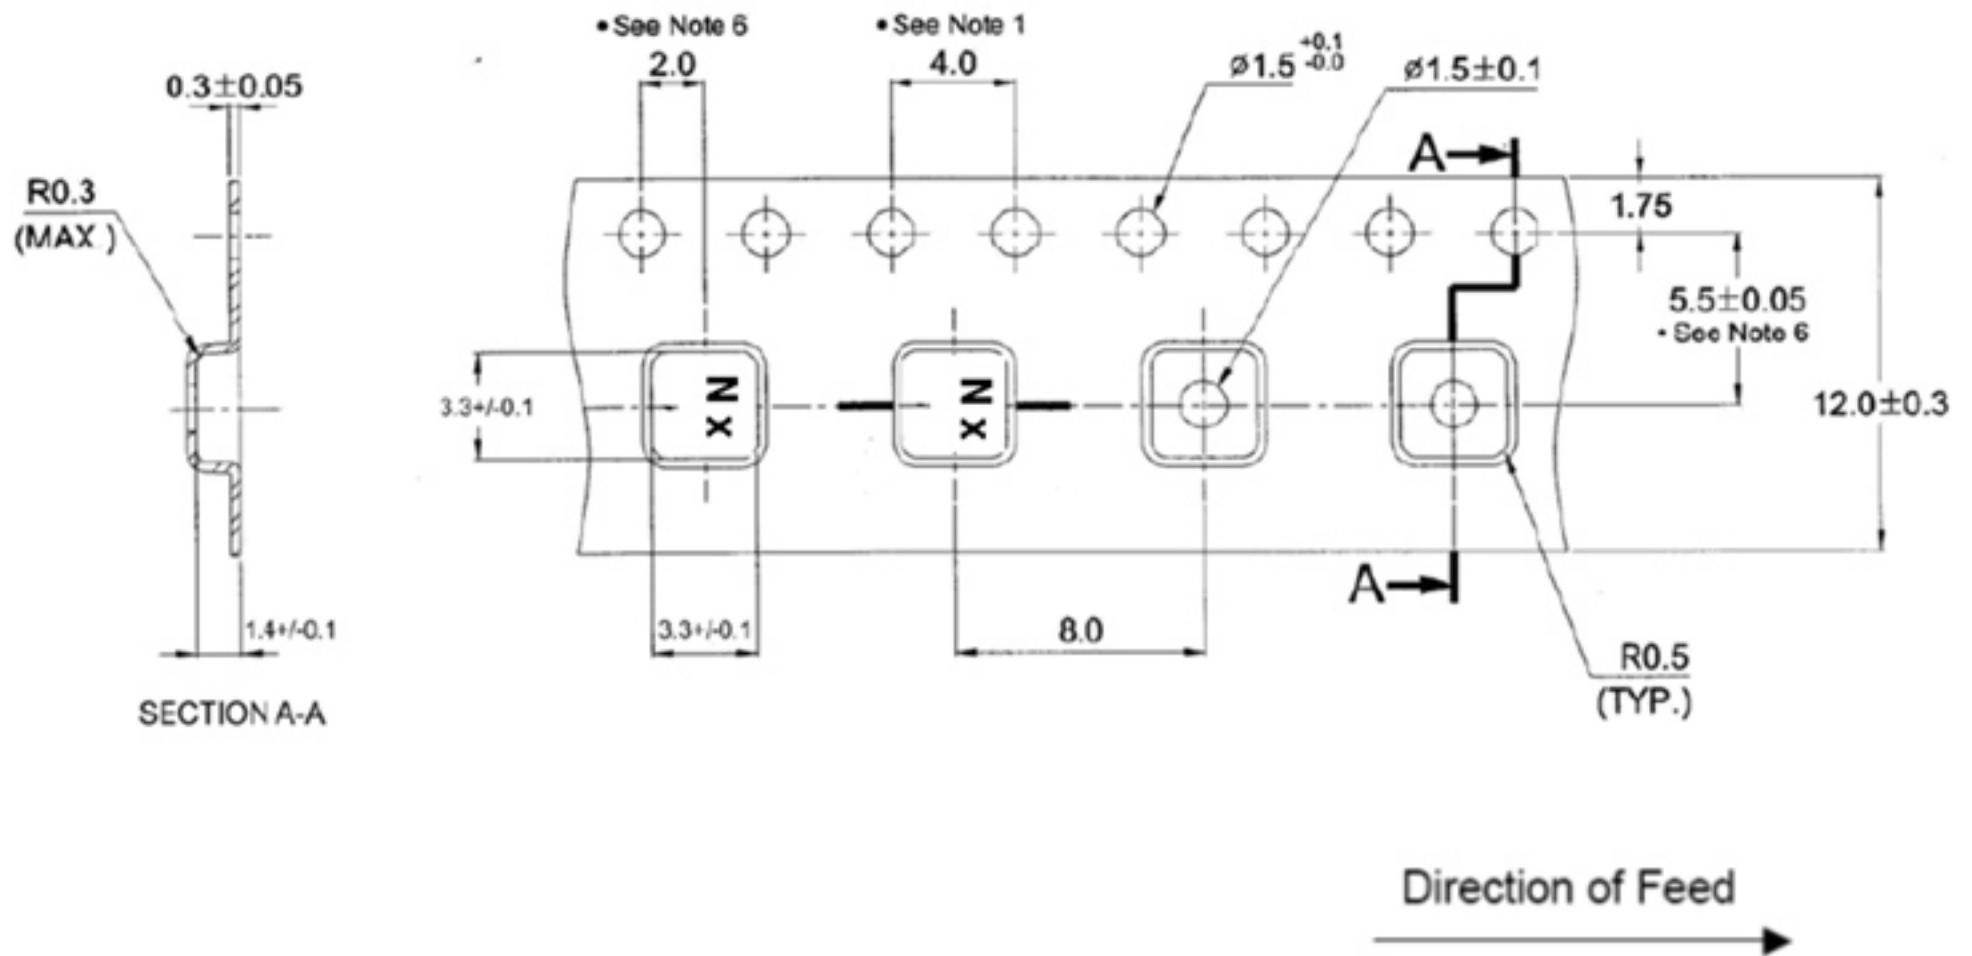 • See Note 6
2.0
• See Note 1
4.0
ø1.5 +0.1 -0.0
ø1.5±0.1
0.3±0.05
R0.3
(MAX.)
A
1.75
5.5±0.05
• See Note 6
12.0±0.3
3.3+/-0.1
X N
X N
A
1.4+/-0.1
3.3+/-0.1
8.0
R0.5
(TYP.)
SECTION A-A
Direction of Feed